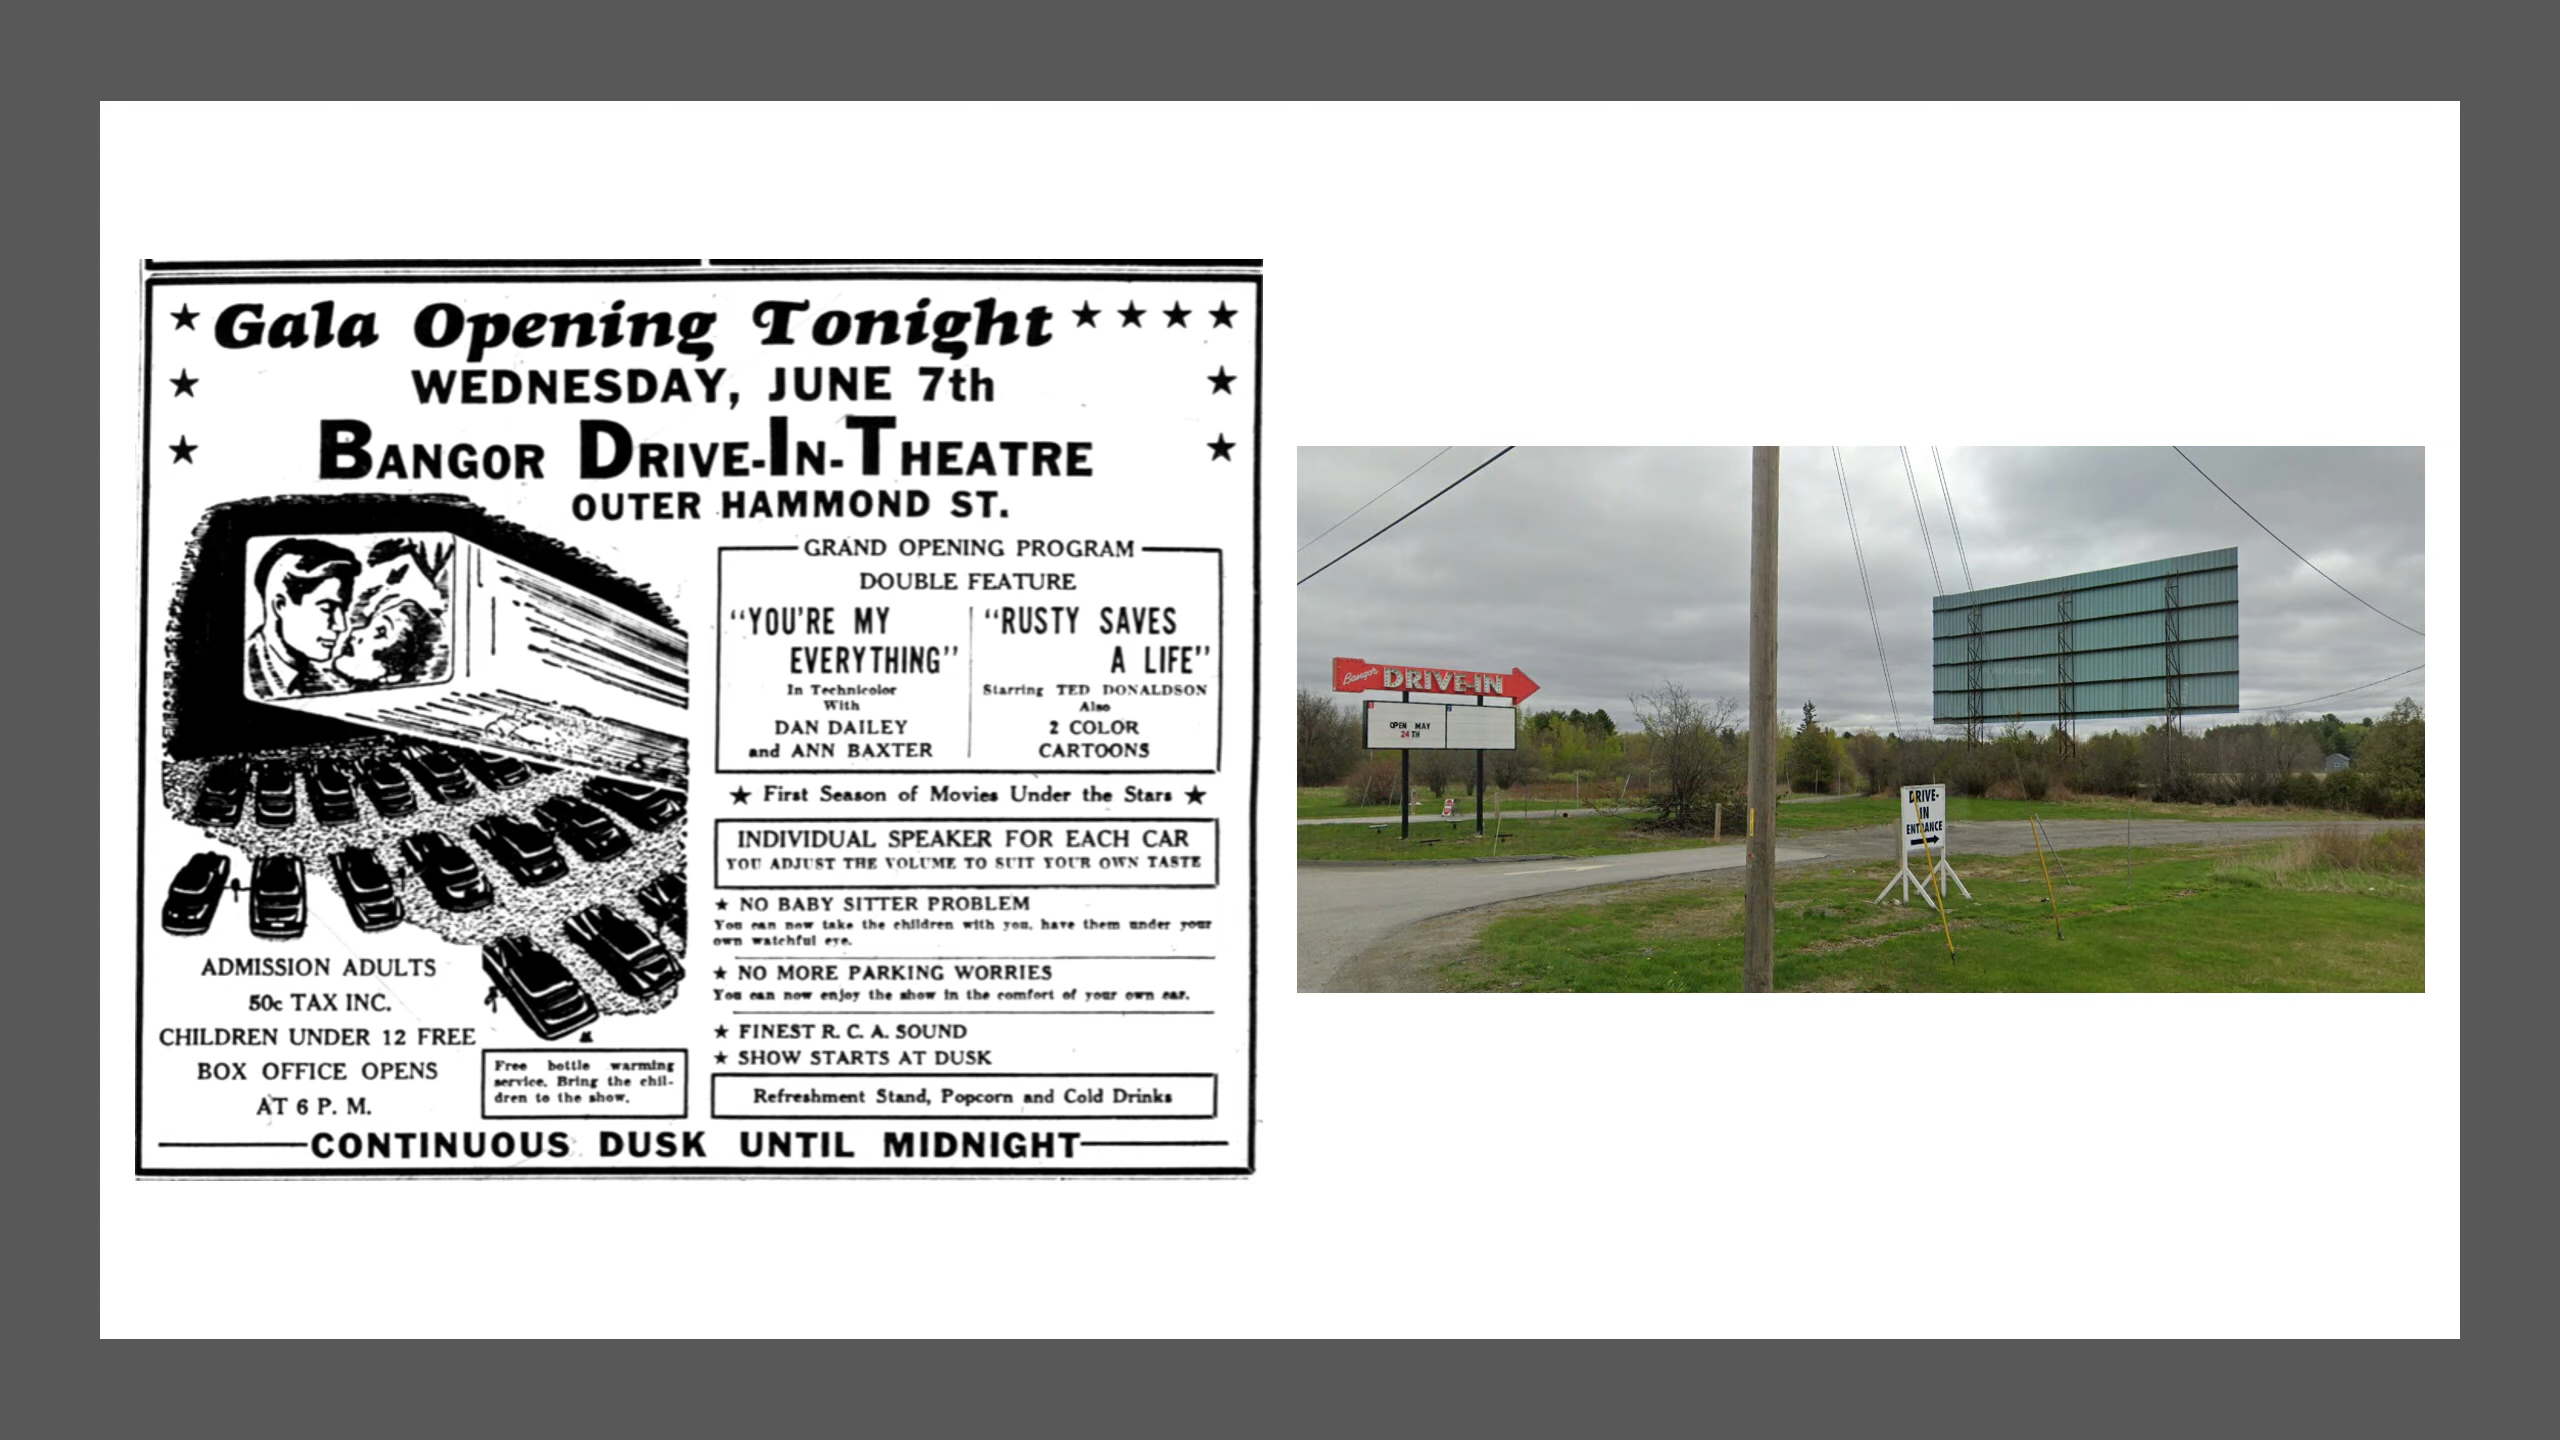 Gala Opening Tonight
WEDNESDAY, JUNE 7th
BANGOR DRIVE-IN-THEATRE
OUTER HAMMOND ST.
GRAND OPENING PROGRAM
DOUBLE FEATURE
"YOU'RE MY
EVERYTHING"
In Technicolor
With
DAN DAILEY
and ANN BAXTER
"RUSTY SAVES
A LIFE"
Starring TED DONALDSON
Also
2 COLOR
CARTOONS
First Season of Movies Under the Stars
INDIVIDUAL SPEAKER FOR EACH CAR
YOU ADJUST THE VOLUME TO SUIT YOUR OWN TASTE
NO BABY SITTER PROBLEM
You can now take the children with you, have them under your
own watchful eye.
NO MORE PARKING WORRIES
You can now enjoy the show in the comfort of your own car.
FINEST R. C. A. SOUND
SHOW STARTS AT DUSK
Refreshment Stand, Popcorn and Cold Drinks
ADMISSION ADULTS
50c TAX INC.
CHILDREN UNDER 12 FREE
BOX OFFICE OPENS
AT 6 P. M.
Free bottle warming
service. Bring the chil-
dren to the show.
CONTINUOUS DUSK UNTIL MIDNIGHT
Bangor DRIVE-IN
1
2
OPEN MAY
24TH
DRIVE-
IN
ENTRANCE